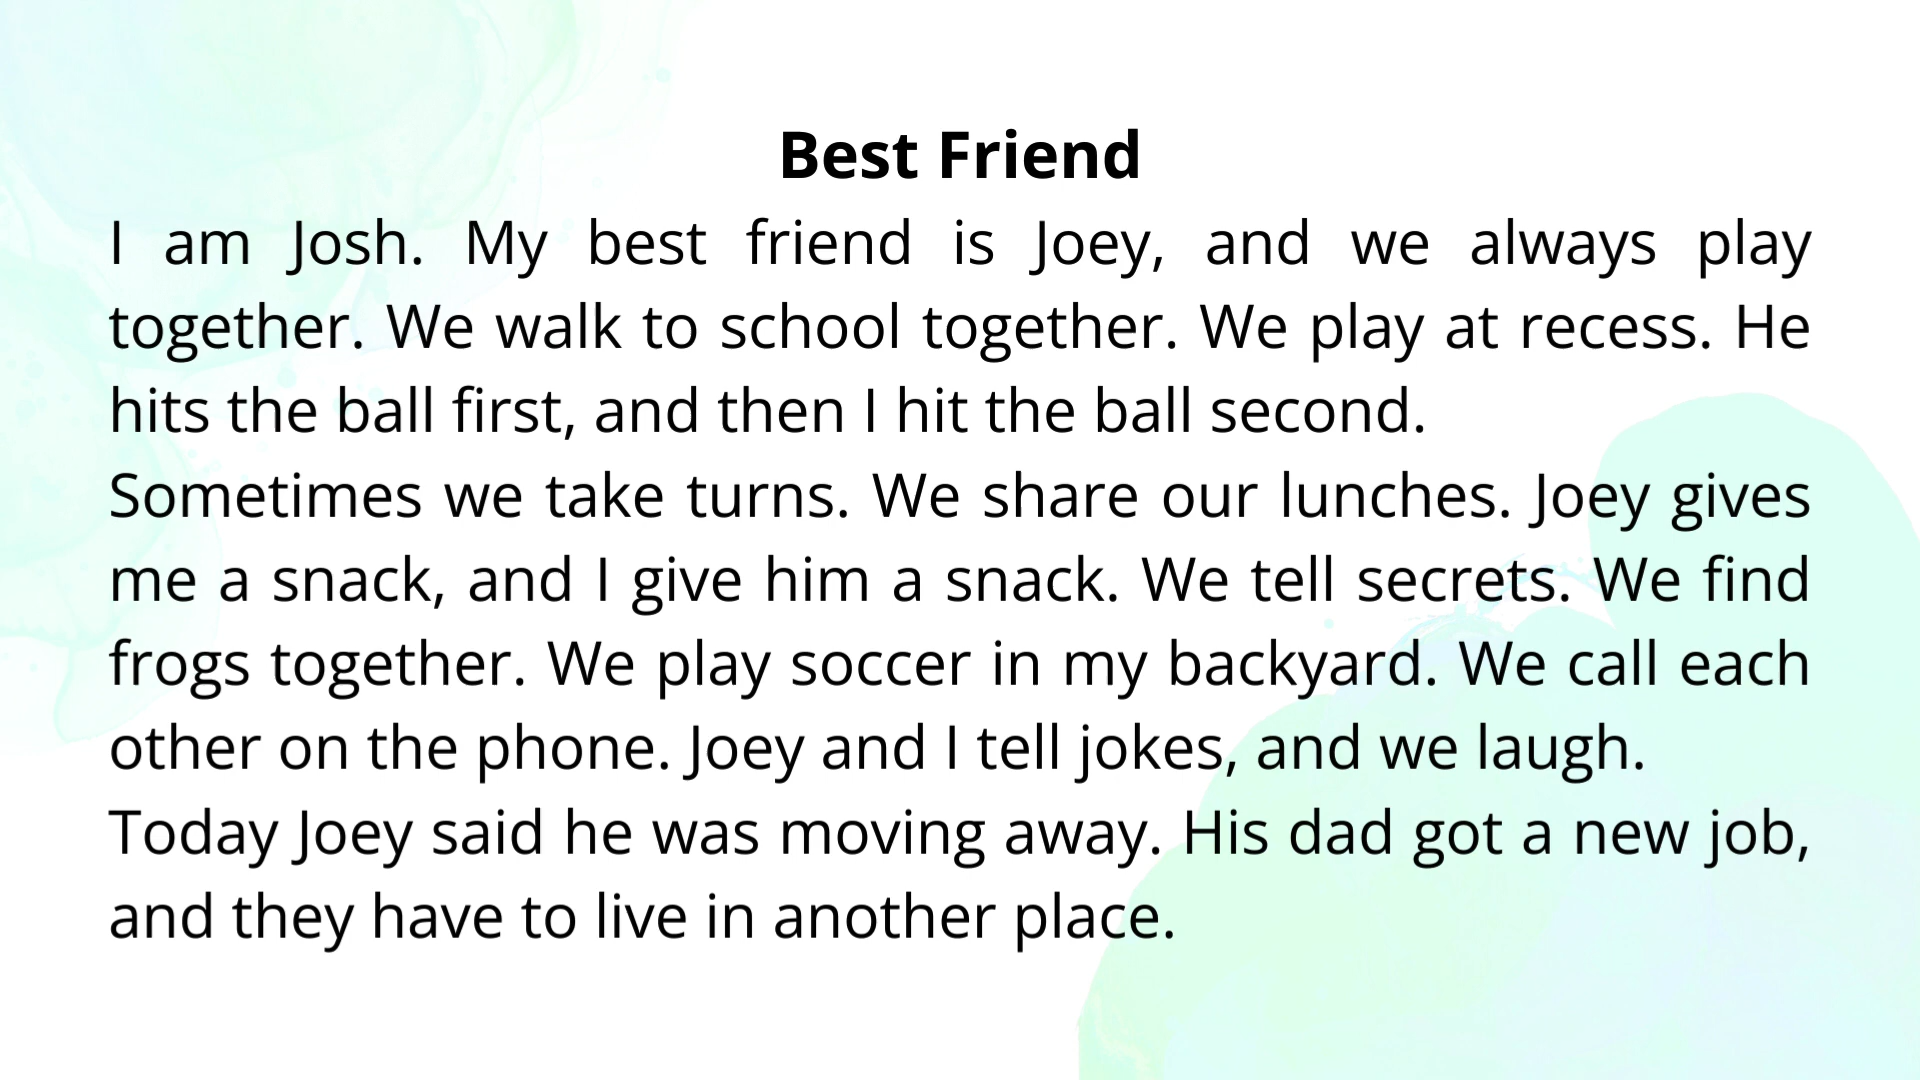 Best Friend
I am Josh. My best friend is Joey, and we always play
together. We walk to school together. We play at recess. He
hits the ball first, and then I hit the ball second.
Sometimes we take turns. We share our lunches. Joey gives
me a snack, and I give him a snack. We tell secrets. We find
frogs together. We play soccer in my backyard. We call each
other on the phone. Joey and I tell jokes, and we laugh.
Today Joey said he was moving away. His dad got a new job,
and they have to live in another place.